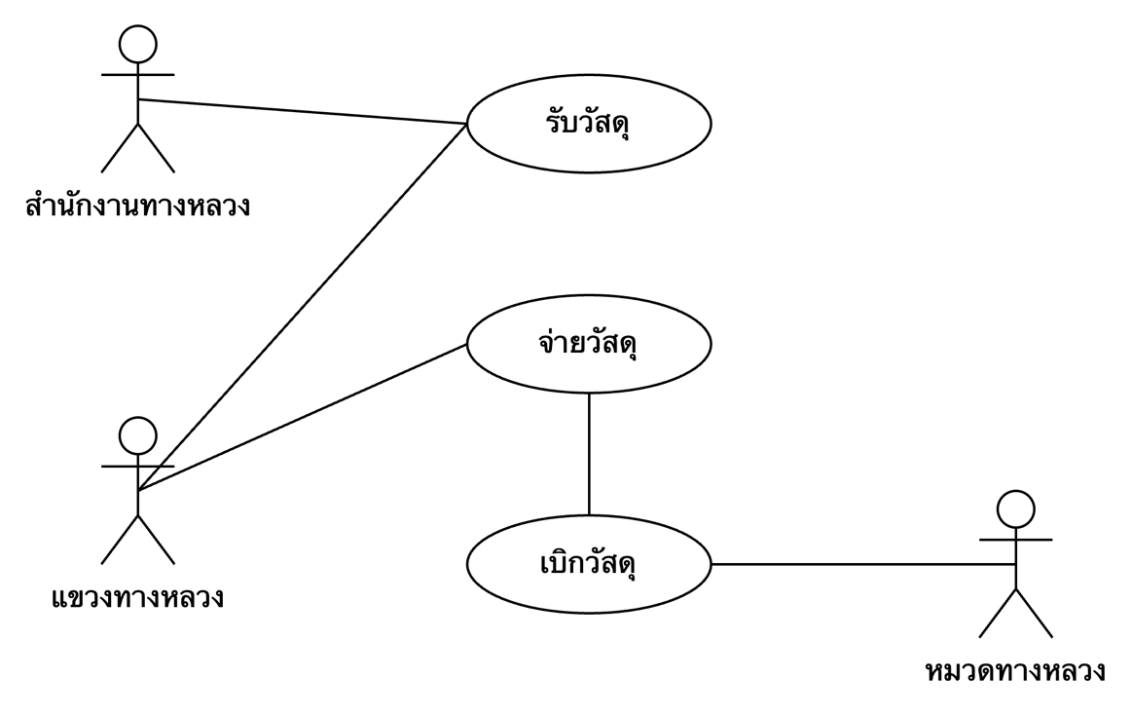 รับวัสดุ
สำนักงานทางหลวง
จ่ายวัสดุ
เบิกวัสดุ
แขวงทางหลวง
หมวดทางหลวง